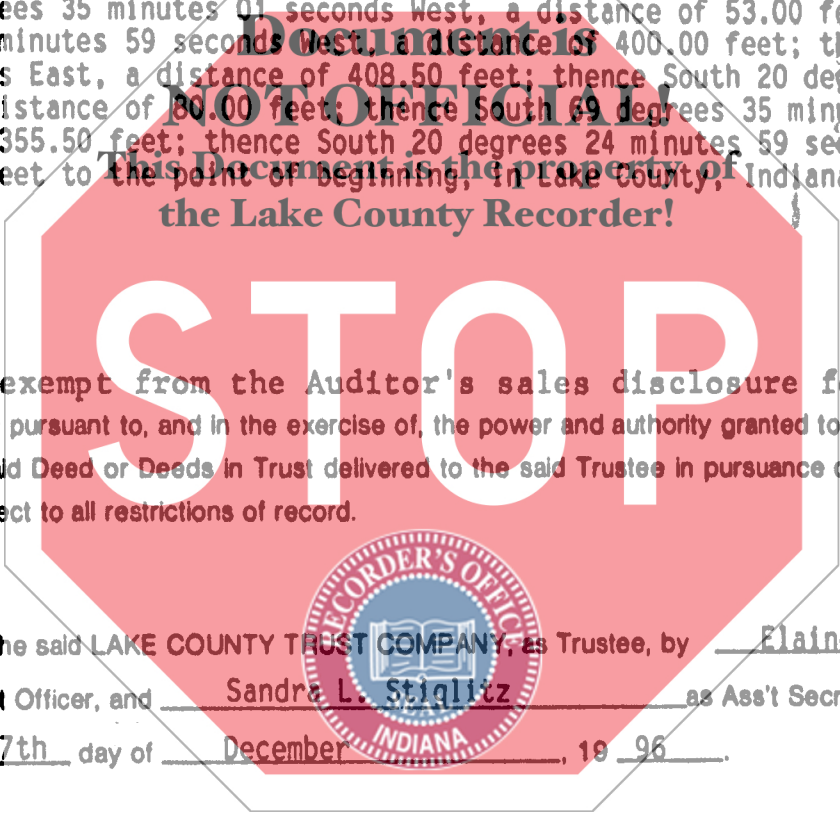 ees 35 minutes 01 seconds West, a distance of 53.00 f
Document is
minutes 59 seconds West, a distance of 400.00 feet; t
s East, a distance of 408.50 feet; thence South 20 de
NOT OFFICIAL!
istance of 80.00 feet; thence South 69 degrees 35 min
355.50 feet; thence South 20 degrees 24 minutes 59 se
This Document is the property of
eet to the point of beginning, in Lake County, Indiana
the Lake County Recorder!
STOP
exempt from the Auditor's sales disclosure f
pursuant to, and in the exercise of, the power and authority granted to
id Deed or Deeds in Trust delivered to the said Trustee in pursuance o
ect to all restrictions of record.
RECORDER'S OFFICE
he said LAKE COUNTY TRUST COMPANY, as Trustee, by Elain
t Officer, and Sandra L. Stiglitz as Ass't Secr
SEAL
INDIANA
7th day of December, 19 96.